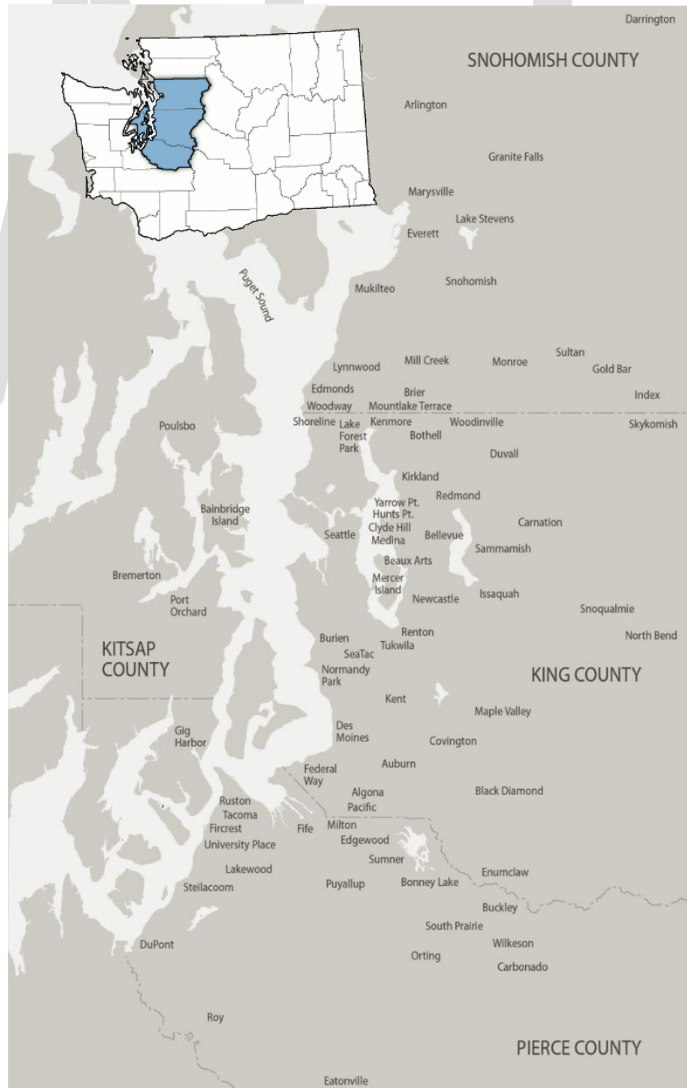 Darrington
SNOHOMISH COUNTY
Arlington
Granite Falls
Marysville
Lake Stevens
Everett
Puget Sound
Snohomish
Mukilteo
Sultan
Mill Creek
Monroe
Lynnwood
Gold Bar
Edmonds
Brier
Index
Woodway
Mountlake Terrace
Shoreline
Lake
Forest
Park
Kenmore
Woodinville
Skykomish
Poulsbo
Bothell
Duvall
Kirkland
Redmond
Yarrow Pt.
Hunts Pt.
Clyde Hill
Medina
Bainbridge
Island
Carnation
Seattle
Bellevue
Sammamish
Beaux Arts
Bremerton
Mercer
Island
Port
Orchard
Newcastle
Issaquah
Snoqualmie
Renton
North Bend
Burien
Tukwila
KITSAP
COUNTY
SeaTac
Normandy
Park
KING COUNTY
Kent
Maple Valley
Des
Moines
Gig
Harbor
Covington
Federal
Way
Auburn
Algona
Black Diamond
Ruston
Pacific
Tacoma
Fircrest
Fife
Milton
University Place
Edgewood
Sumner
Lakewood
Enumclaw
Steilacoom
Puyallup
Bonney Lake
Buckley
South Prairie
DuPont
Wilkeson
Orting
Carbonado
Roy
PIERCE COUNTY
Eatonville